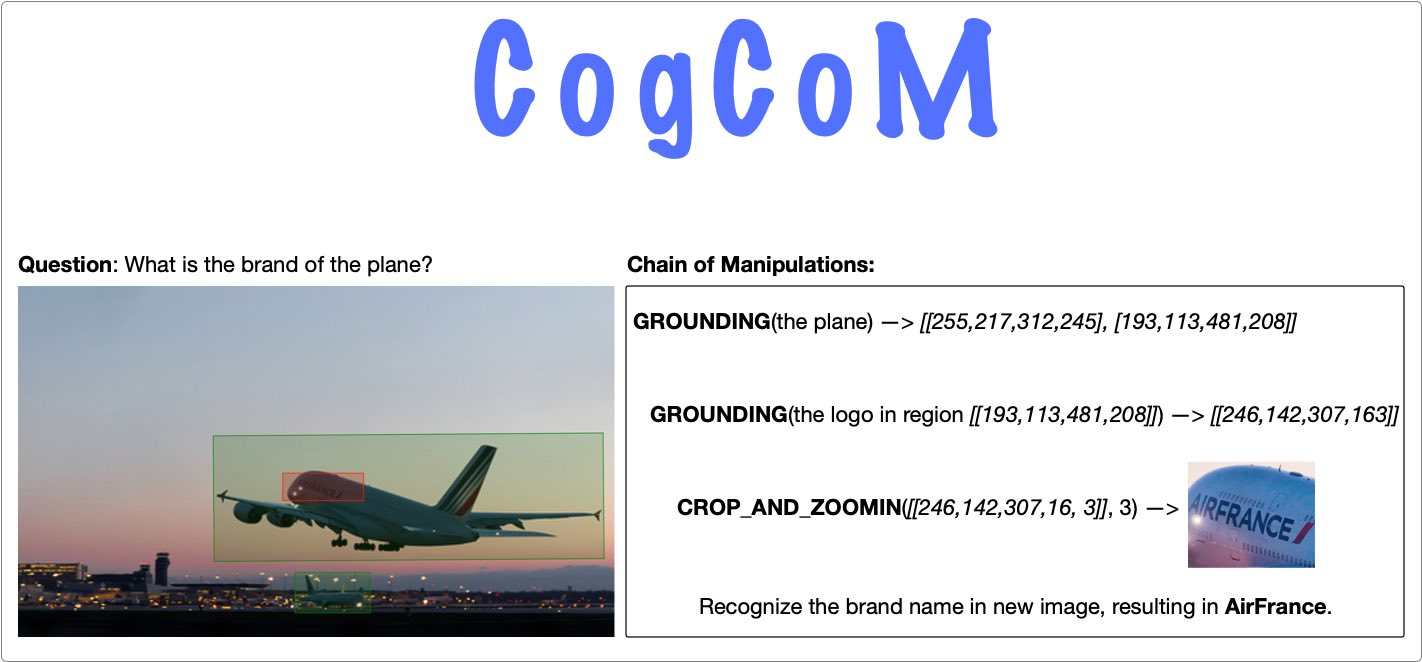 CogCoM
Question: What is the brand of the plane?
Chain of Manipulations:
AIRFRANCE
GROUNDING(the plane) —> [[255,217,312,245], [193,113,481,208]]
GROUNDING(the logo in region [[193,113,481,208]]) —> [[246,142,307,163]]
CROP_AND_ZOOMIN([[246,142,307,16, 3]], 3) —>
AIRFRANCE
Recognize the brand name in new image, resulting in AirFrance.